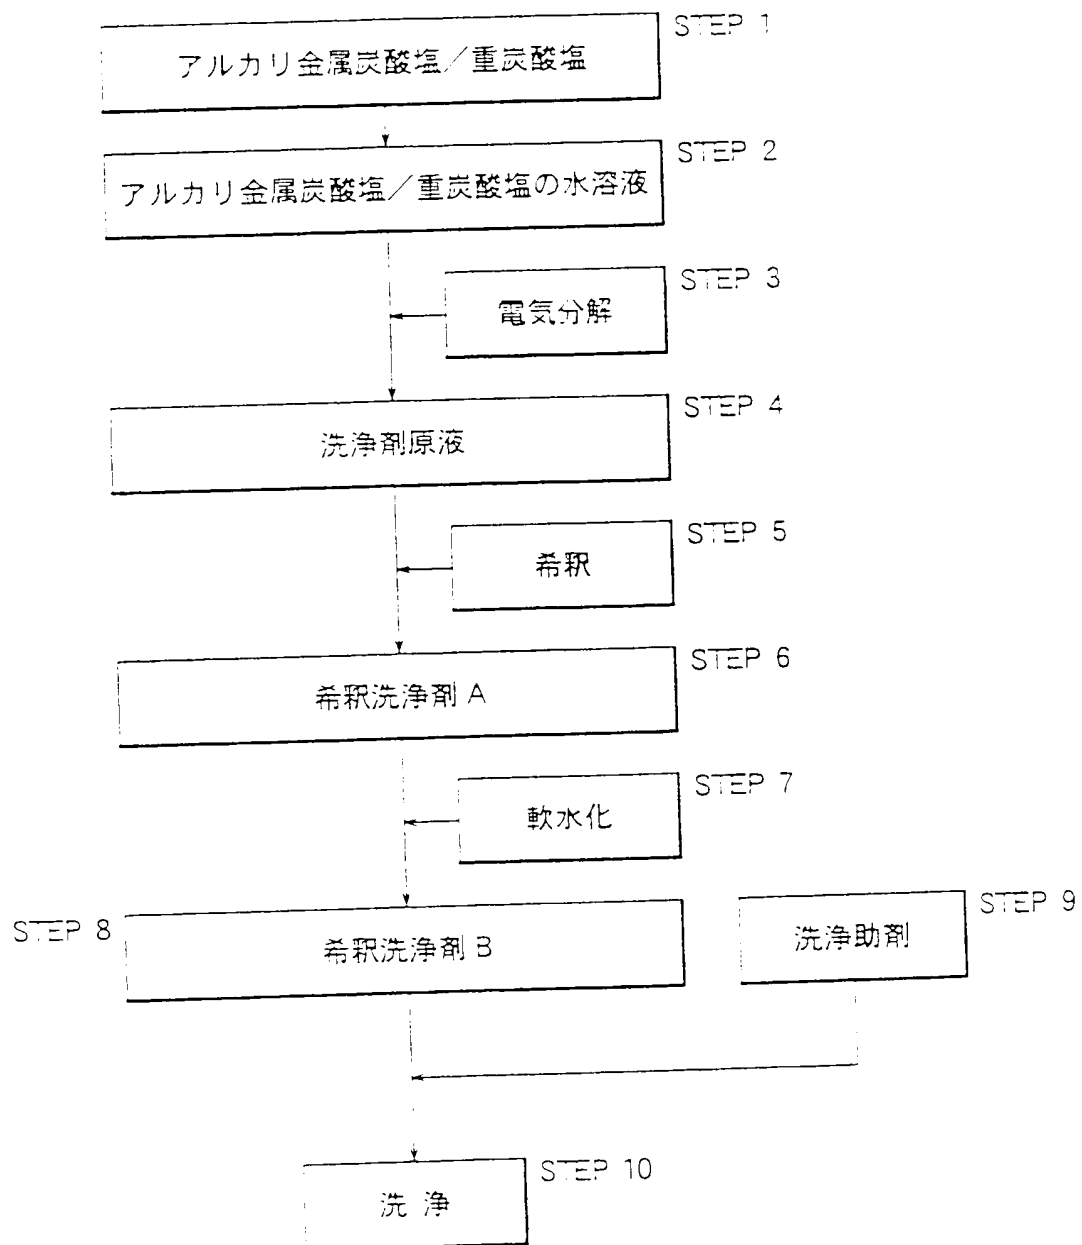 STEP 1
アルカリ金属炭酸塩／重炭酸塩
STEP 2
アルカリ金属炭酸塩／重炭酸塩の水溶液
STEP 3
電気分解
STEP 4
洗浄剤原液
STEP 5
希釈
STEP 6
希釈洗浄剤 A
STEP 7
軟水化
STEP 8
希釈洗浄剤 B
STEP 9
洗浄助剤
STEP 10
洗 浄